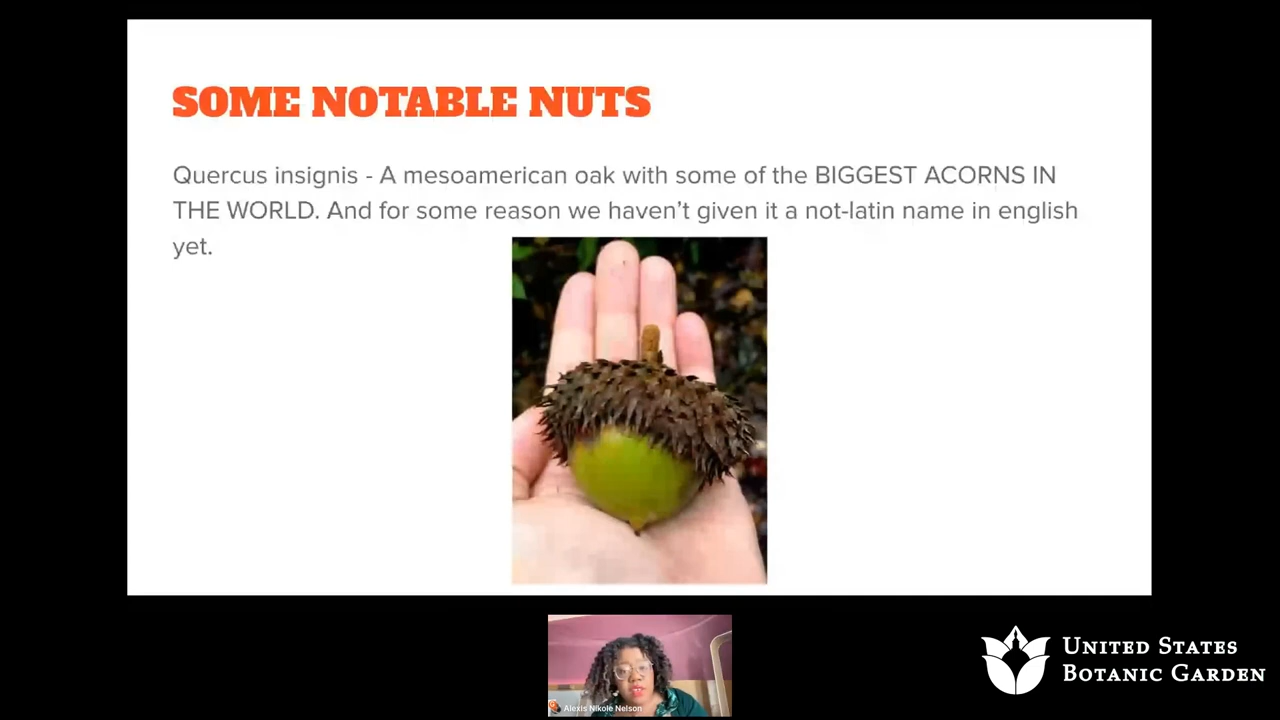 SOME NOTABLE NUTS
Quercus insignis - A mesoamerican oak with some of the BIGGEST ACORNS IN
THE WORLD. And for some reason we haven't given it a not-latin name in english
yet.
Alexis Nikole Nelson
UNITED STATES
BOTANIC GARDEN